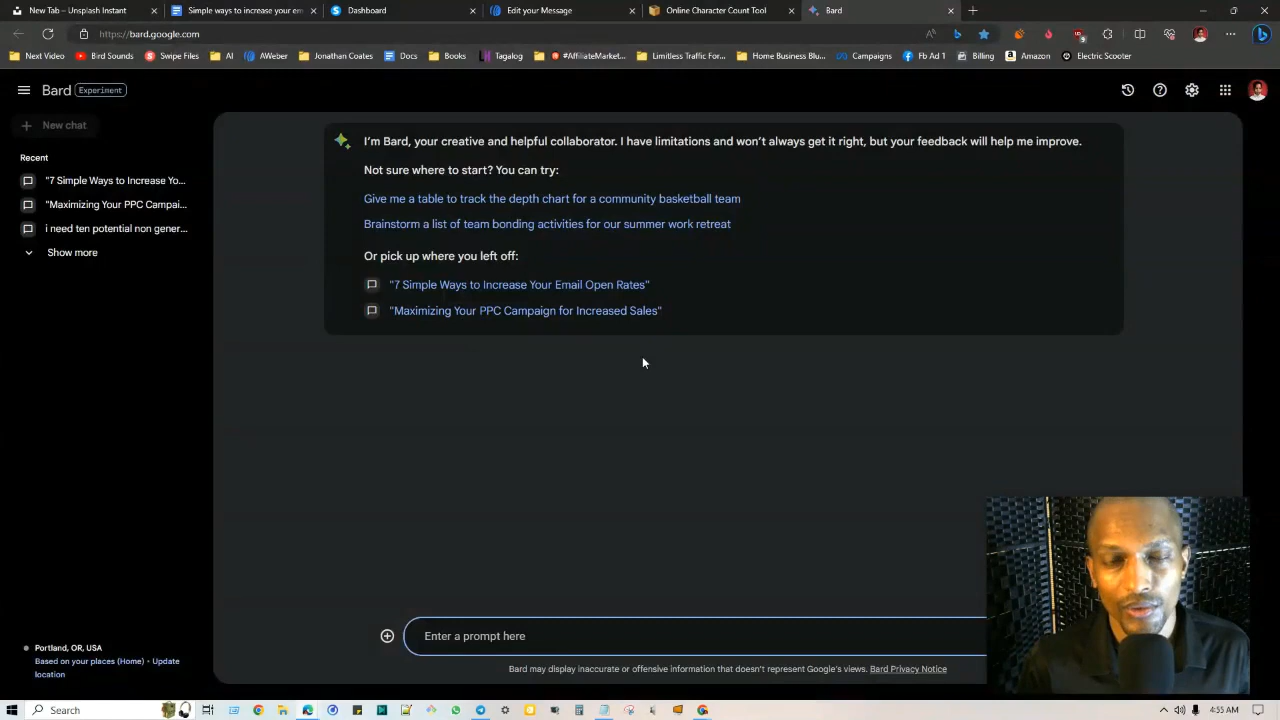 New Tab – Unsplash Instant
Simple ways to increase your em
Dashboard
Edit your Message
Online Character Count Tool
Bard
https://bard.google.com
Next Video
Bird Sounds
Swipe Files
AI
AWeber
Jonathan Coates
Docs
Books
Tagalog
#AffiliateMarket...
Limitless Traffic For...
Home Business Blu...
Campaigns
Fb Ad 1
Billing
Amazon
Electric Scooter
Bard Experiment
New chat
Recent
"7 Simple Ways to Increase Yo...
"Maximizing Your PPC Campai...
i need ten potential non gener...
Show more
I'm Bard, your creative and helpful collaborator. I have limitations and won't always get it right, but your feedback will help me improve.
Not sure where to start? You can try:
Give me a table to track the depth chart for a community basketball team
Brainstorm a list of team bonding activities for our summer work retreat
Or pick up where you left off:
"7 Simple Ways to Increase Your Email Open Rates"
"Maximizing Your PPC Campaign for Increased Sales"
Enter a prompt here
Bard may display inaccurate or offensive information that doesn't represent Google's views. Bard Privacy Notice
Portland, OR, USA
Based on your places (Home) • Update
location
Search
4:55 AM